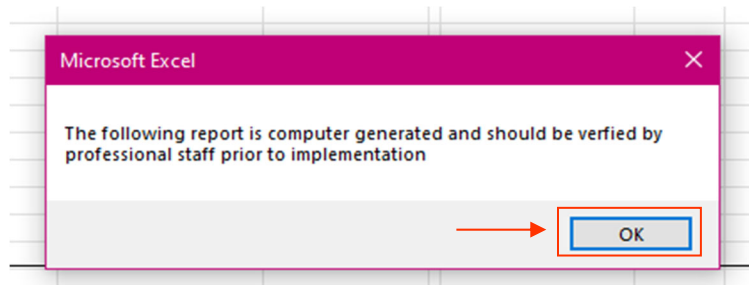 Microsoft Excel
The following report is computer generated and should be verfied by
professional staff prior to implementation
OK